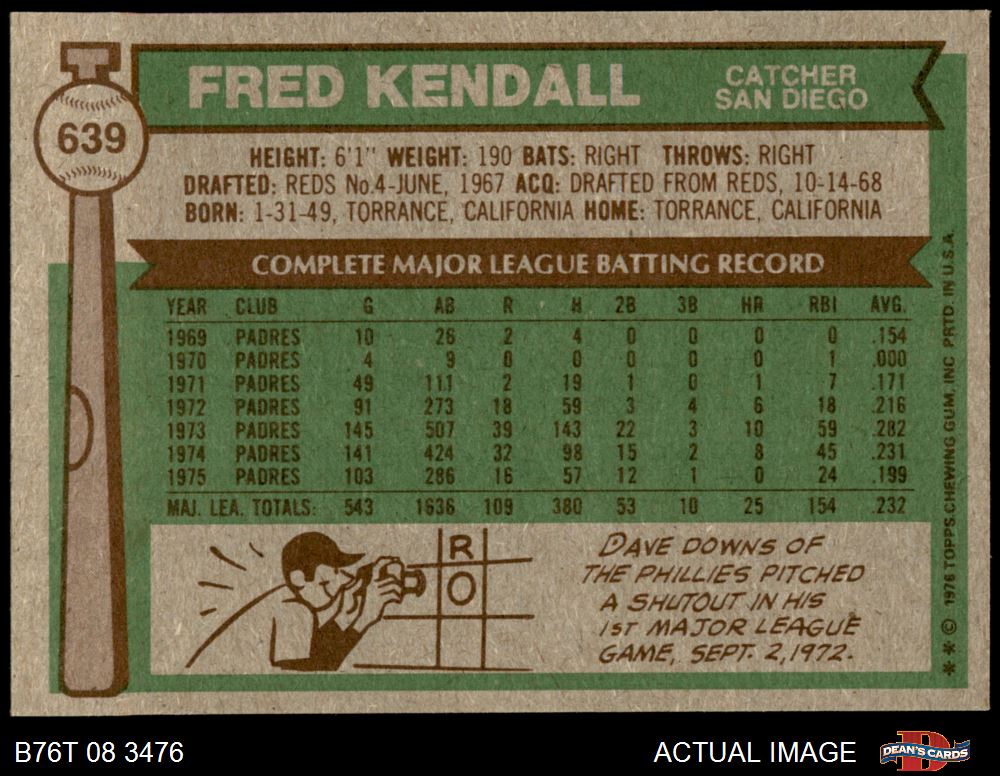 639
FRED KENDALL
CATCHER
SAN DIEGO
HEIGHT: 6'1" WEIGHT: 190 BATS: RIGHT THROWS: RIGHT
DRAFTED: REDS No.4-JUNE, 1967 ACQ: DRAFTED FROM REDS, 10-14-68
BORN: 1-31-49, TORRANCE, CALIFORNIA HOME: TORRANCE, CALIFORNIA
COMPLETE MAJOR LEAGUE BATTING RECORD
YEAR CLUB G AB R H 2B 3B HR RBI AVG.
1969 PADRES 10 26 2 4 0 0 0 0 .154
1970 PADRES 4 9 0 0 0 0 0 1 .000
1971 PADRES 49 111 2 19 1 0 1 7 .171
1972 PADRES 91 273 18 59 3 4 6 18 .216
1973 PADRES 145 507 39 143 22 3 10 59 .282
1974 PADRES 141 424 32 98 15 2 8 45 .231
1975 PADRES 103 286 16 57 12 1 0 24 .199
MAJ. LEA. TOTALS: 543 1636 109 380 53 10 25 154 .232
R
O
DAVE DOWNS OF
THE PHILLIES PITCHED
A SHUTOUT IN HIS
1ST MAJOR LEAGUE
GAME, SEPT. 2, 1972.
** © 1976 TOPPS CHEWING GUM, INC. PRTD. IN U.S.A.
B76T 08 3476
ACTUAL IMAGE
D
DEAN'S CARDS